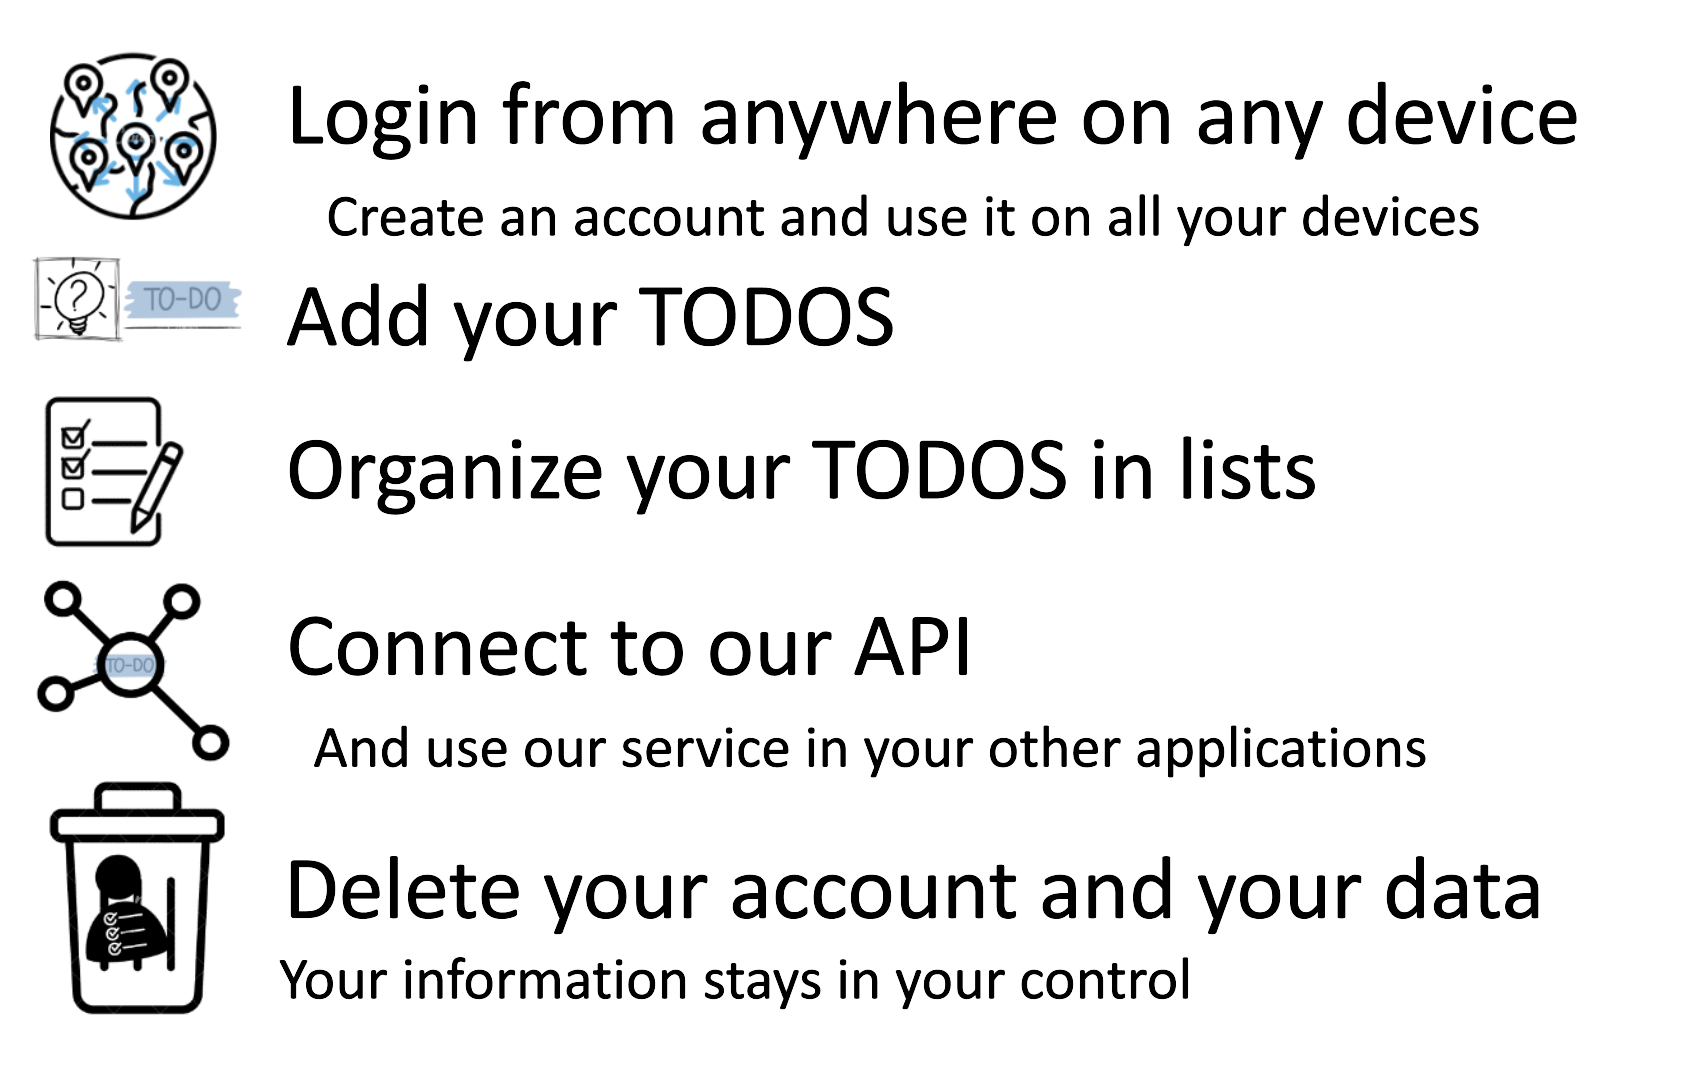 Login from anywhere on any device
Create an account and use it on all your devices
TO-DO
Add your TODOS
Organize your TODOS in lists
Connect to our API
TO-DO
And use our service in your other applications
Delete your account and your data
Your information stays in your control